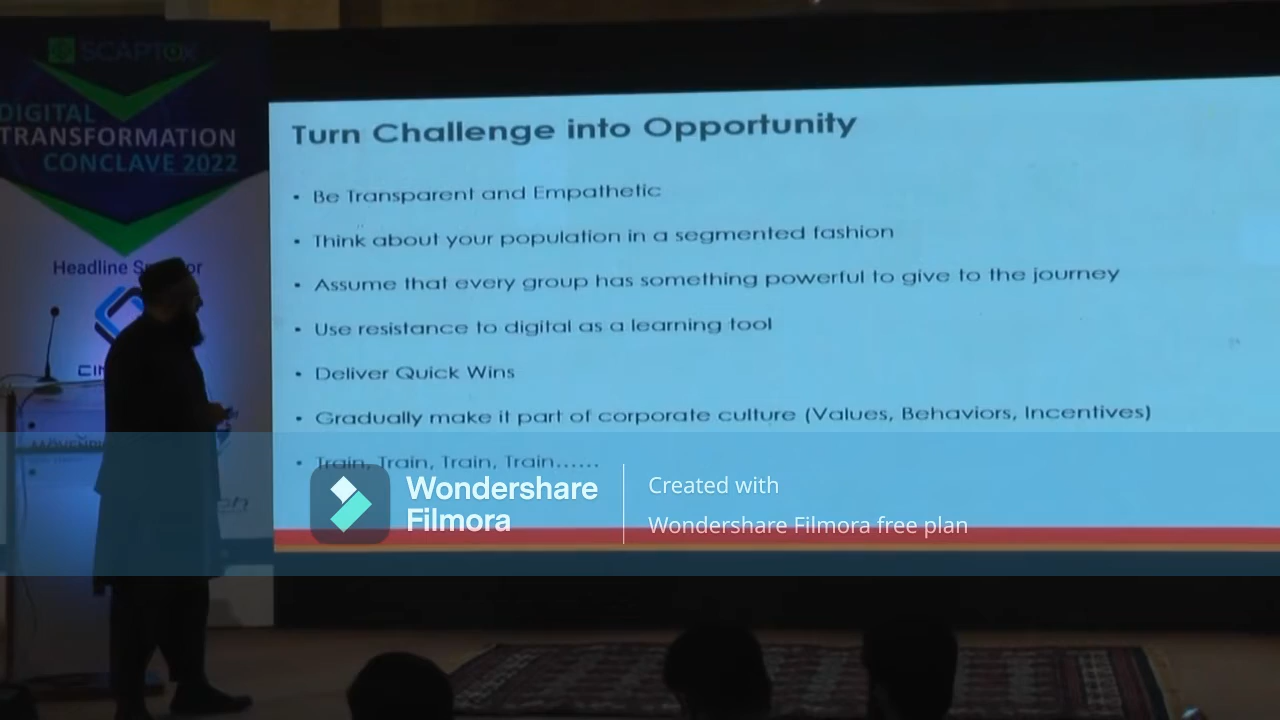 SCAPTOX
DIGITAL
TRANSFORMATION
CONCLAVE 2022
Headline
Turn Challenge into Opportunity
• Be Transparent and Empathetic
• Think about your population in a segmented fashion
• Assume that every group has something powerful to give to the journey
• Use resistance to digital as a learning tool
• Deliver Quick Wins
• Gradually make it part of corporate culture (Values, Behaviors, Incentives)
• Train, Train, Train, Train......
Wondershare
Filmora
Created with
Wondershare Filmora free plan